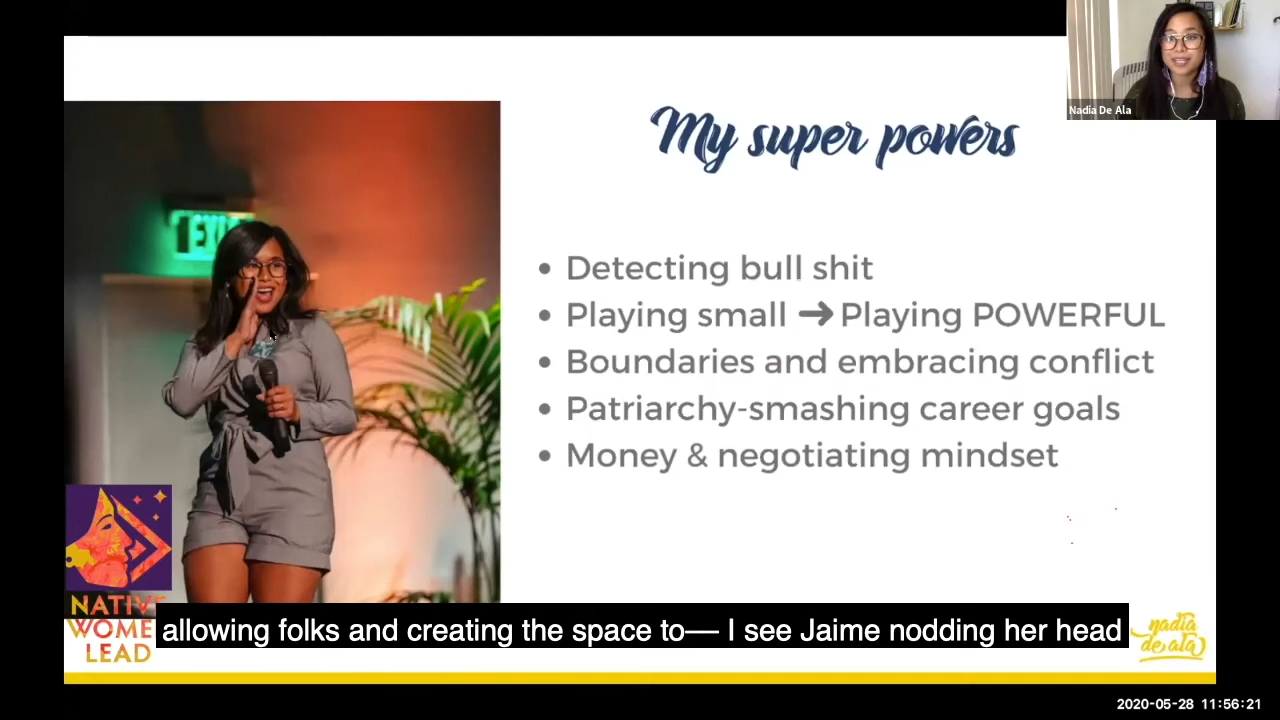 Nadia De Ala
My super powers
EXI
• Detecting bull shit
• Playing small ➜ Playing POWERFUL
• Boundaries and embracing conflict
• Patriarchy-smashing career goals
• Money & negotiating mindset
NATIVE
WOME
LEAD
allowing folks and creating the space to–– I see Jaime nodding her head
nadia
de ala
2020-05-28 11:56:21